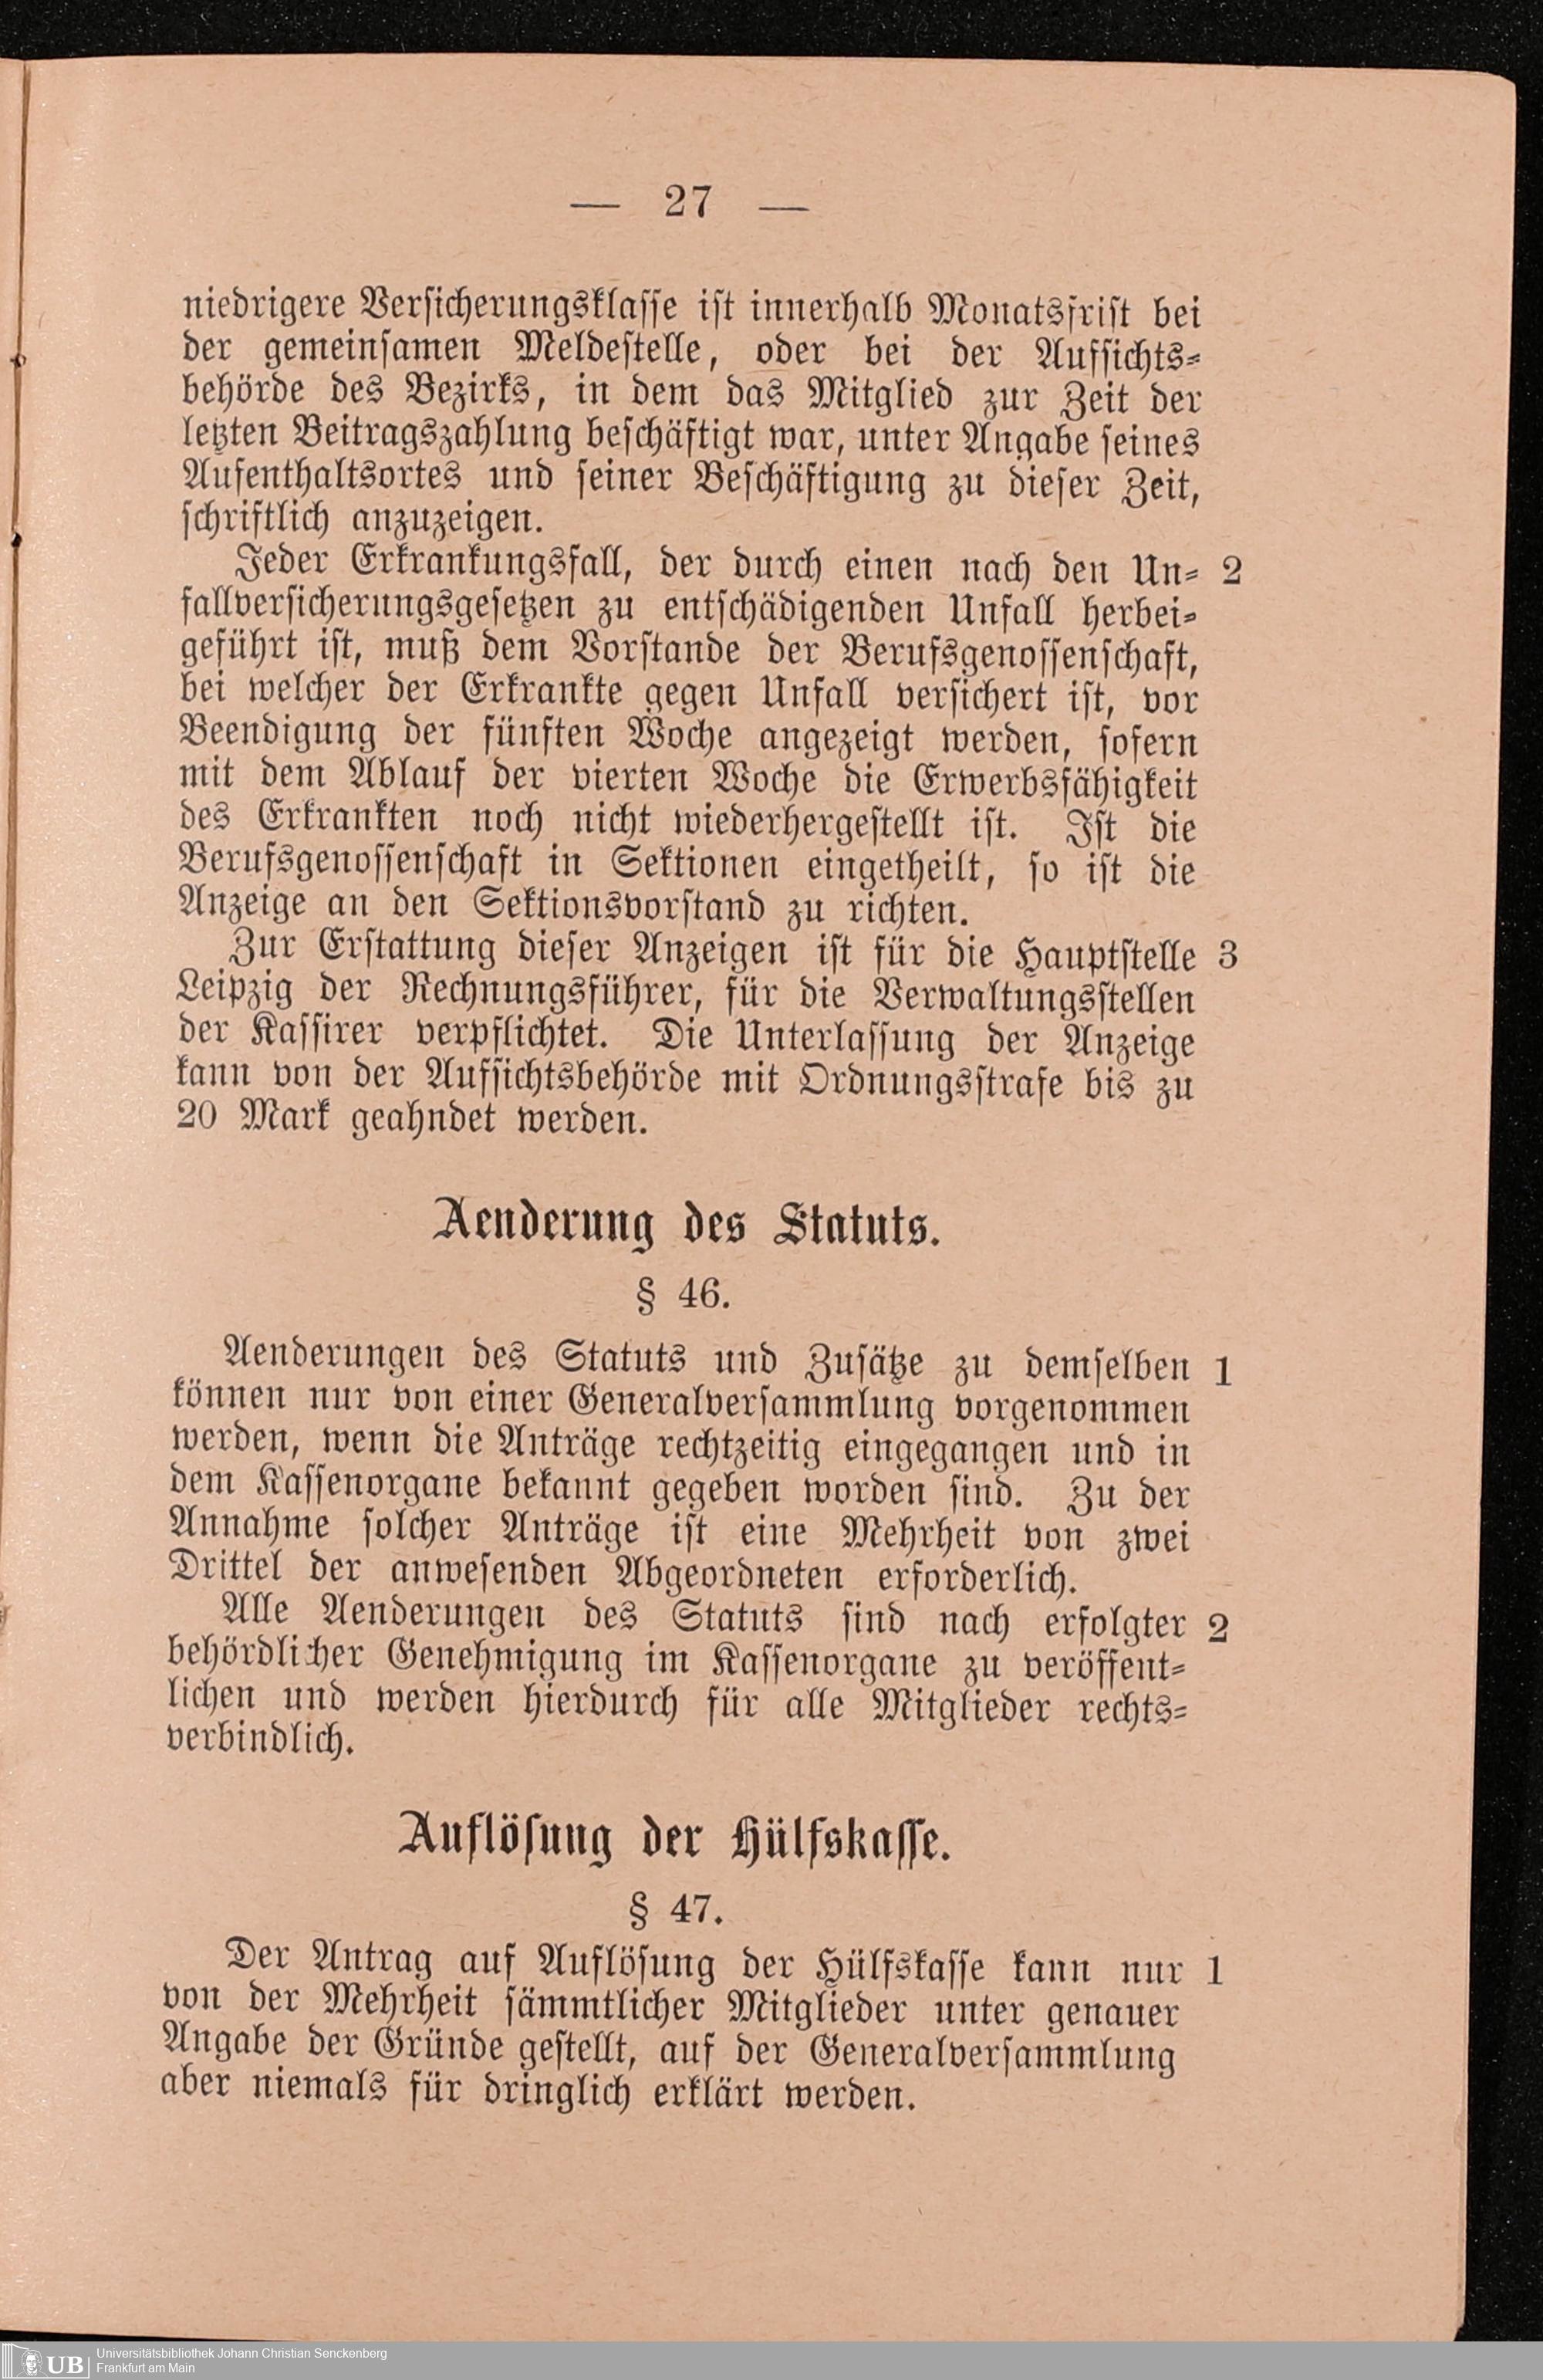 — 27 —
niedrigere Versicherungsklasse ist innerhalb Monatsfrist bei
der gemeinsamen Meldestelle, oder bei der Aufsichts-
behörde des Bezirks, in dem das Mitglied zur Zeit der
letzten Beitragszahlung beschäftigt war, unter Angabe seines
Aufenthaltsortes und seiner Beschäftigung zu dieser Zeit,
schriftlich anzuzeigen.
Jeder Erkrankungsfall, der durch einen nach den Un- 2
fallversicherungsgesetzen zu entschädigenden Unfall herbei-
geführt ist, muß dem Vorstande der Berufsgenossenschaft,
bei welcher der Erkrankte gegen Unfall versichert ist, vor
Beendigung der fünften Woche angezeigt werden, sofern
mit dem Ablauf der vierten Woche die Erwerbsfähigkeit
des Erkrankten noch nicht wiederhergestellt ist. Ist die
Berufsgenossenschaft in Sektionen eingetheilt, so ist die
Anzeige an den Sektionsvorstand zu richten.
Zur Erstattung dieser Anzeigen ist für die Hauptstelle 3
Leipzig der Rechnungsführer, für die Verwaltungsstellen
der Kassirer verpflichtet. Die Unterlassung der Anzeige
kann von der Aufsichtsbehörde mit Ordnungsstrafe bis zu
20 Mark geahndet werden.
Aenderung des Statuts.
§ 46.
Aenderungen des Statuts und Zusätze zu demselben 1
können nur von einer Generalversammlung vorgenommen
werden, wenn die Anträge rechtzeitig eingegangen und in
dem Kassenorgane bekannt gegeben worden sind. Zu der
Annahme solcher Anträge ist eine Mehrheit von zwei
Drittel der anwesenden Abgeordneten erforderlich.
Alle Aenderungen des Statuts sind nach erfolgter 2
behördlicher Genehmigung im Kassenorgane zu veröffent-
lichen und werden hierdurch für alle Mitglieder rechts-
verbindlich.
Auflösung der Hülfskasse.
§ 47.
Der Antrag auf Auflösung der Hülfskasse kann nur 1
von der Mehrheit sämmtlicher Mitglieder unter genauer
Angabe der Gründe gestellt, auf der Generalversammlung
aber niemals für dringlich erklärt werden.
UB Universitätsbibliothek Johann Christian Senckenberg
Frankfurt am Main